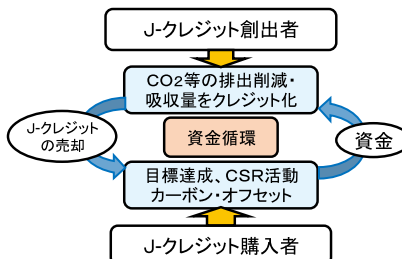 J-クレジット創出者
CO2等の排出削減・
吸収量をクレジット化
J-クレジット
の売却
資金循環
資金
目標達成、CSR活動
カーボン・オフセット
J-クレジット購入者